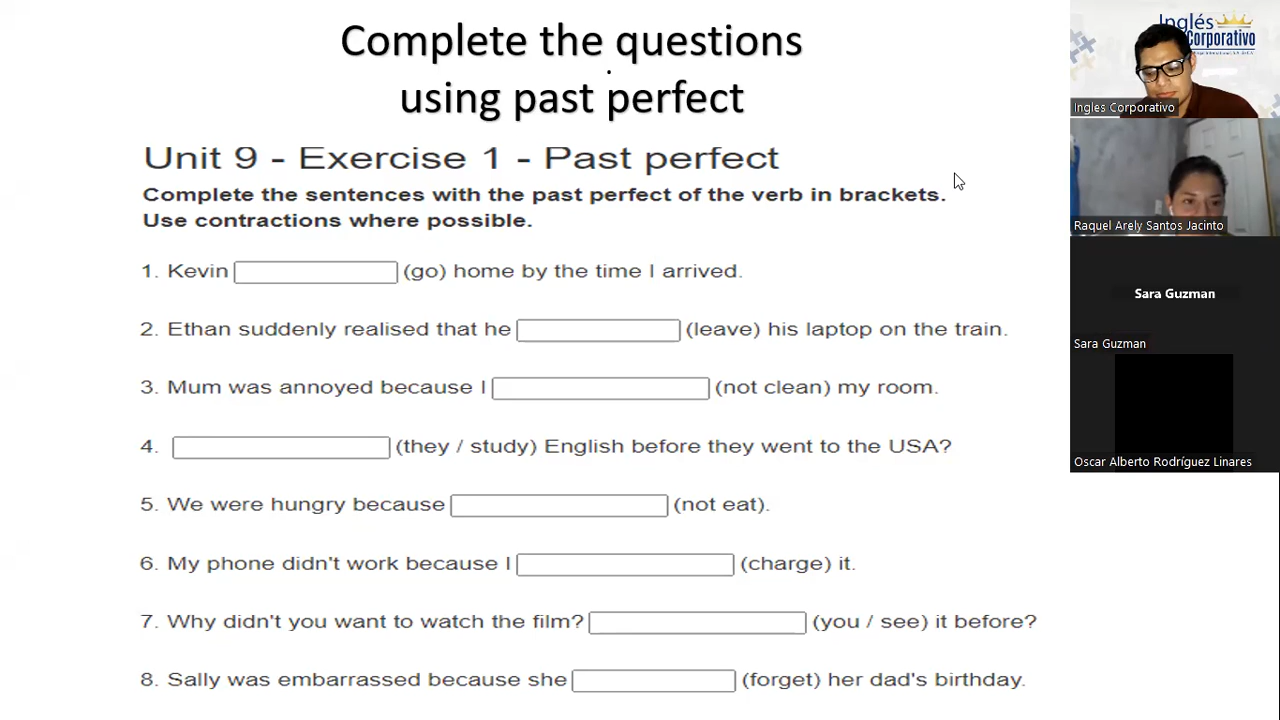 Complete the questions
using past perfect
Unit 9 - Exercise 1 - Past perfect
Complete the sentences with the past perfect of the verb in brackets.
Use contractions where possible.
1. Kevin (go) home by the time I arrived.
2. Ethan suddenly realised that he (leave) his laptop on the train.
3. Mum was annoyed because I (not clean) my room.
4. (they / study) English before they went to the USA?
5. We were hungry because (not eat).
6. My phone didn't work because I (charge) it.
7. Why didn't you want to watch the film? (you / see) it before?
8. Sally was embarrassed because she (forget) her dad's birthday.
Inglés
Corporativo
Ingles Corporativo
Raquel Arely Santos Jacinto
Sara Guzman
Sara Guzman
Oscar Alberto Rodríguez Linares